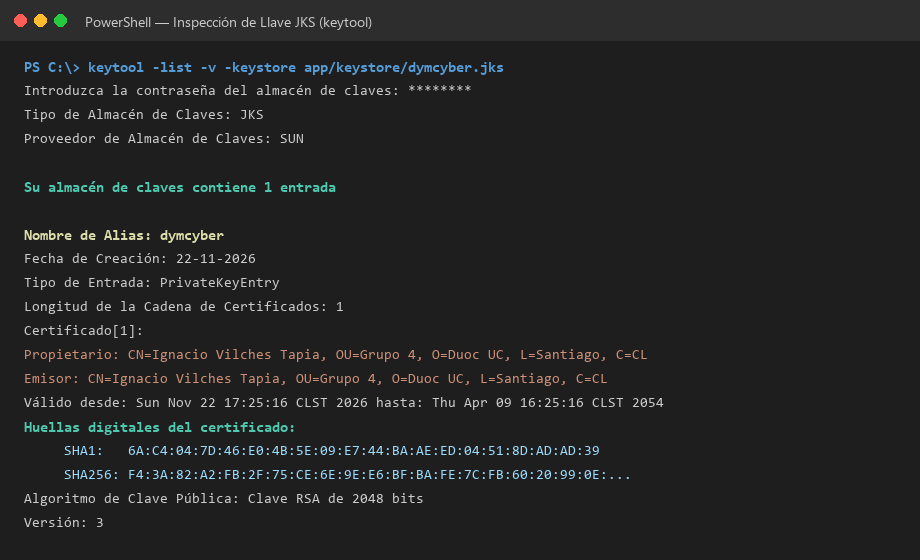 PowerShell — Inspección de Llave JKS (keytool)
PS C:\> keytool -list -v -keystore app/keystore/dymcyber.jks
Introduzca la contraseña del almacén de claves: ********
Tipo de Almacén de Claves: JKS
Proveedor de Almacén de Claves: SUN
Su almacén de claves contiene 1 entrada
Nombre de Alias: dymcyber
Fecha de Creación: 22-11-2026
Tipo de Entrada: PrivateKeyEntry
Longitud de la Cadena de Certificados: 1
Certificado[1]:
Propietario: CN=Ignacio Vilches Tapia, OU=Grupo 4, O=Duoc UC, L=Santiago, C=CL
Emisor: CN=Ignacio Vilches Tapia, OU=Grupo 4, O=Duoc UC, L=Santiago, C=CL
Válido desde: Sun Nov 22 17:25:16 CLST 2026 hasta: Thu Apr 09 16:25:16 CLST 2054
Huellas digitales del certificado:
SHA1: 6A:C4:04:7D:46:E0:4B:5E:09:E7:44:BA:AE:ED:04:51:8D:AD:AD:39
SHA256: F4:3A:82:A2:FB:2F:75:CE:6E:9E:E6:BF:BA:FE:7C:FB:60:20:99:0E:...
Algoritmo de Clave Pública: Clave RSA de 2048 bits
Versión: 3